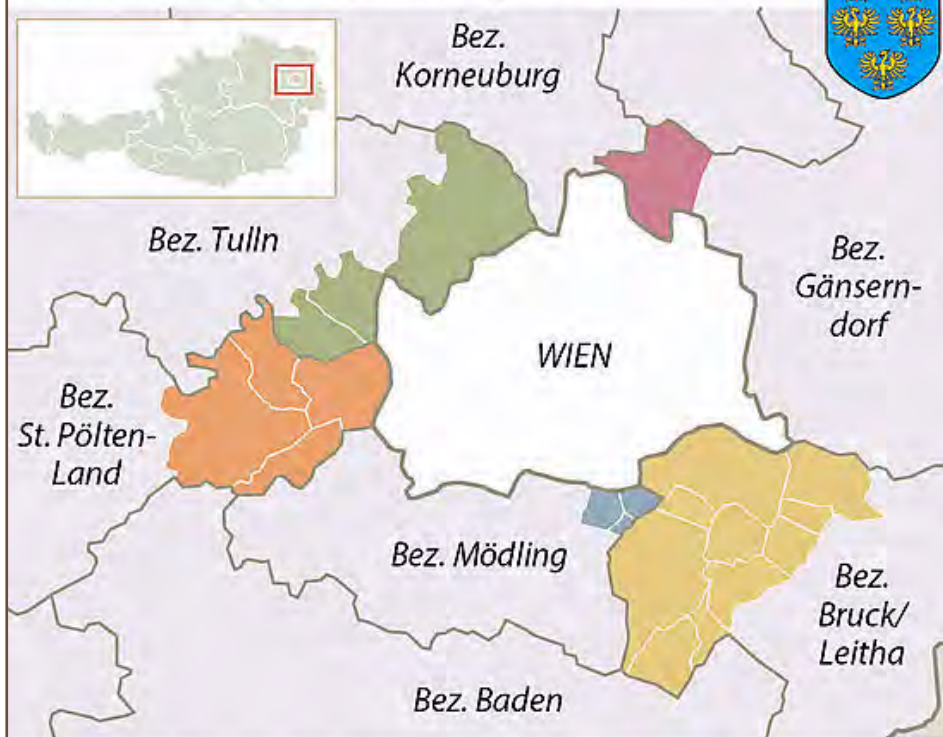 Bez.
Korneuburg
Bez. Tulln
Bez.
Gänsern-
dorf
WIEN
Bez.
St. Pölten-
Land
Bez. Mödling
Bez.
Bruck/
Leitha
Bez. Baden